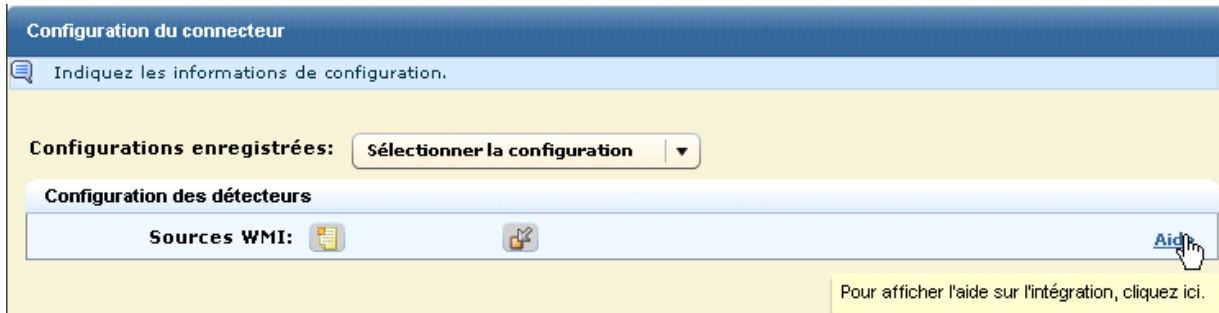 Configuration du connecteur
Indiquez les informations de configuration.
Configurations enregistrées: Sélectionner la configuration
Configuration des détecteurs
Sources WMI: Aide
Pour afficher l'aide sur l'intégration, cliquez ici.